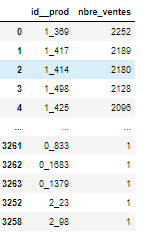 id__prod nbre_ventes
0 1_369 2252
1 1_417 2189
2 1_414 2180
3 1_498 2128
4 1_425 2096
... ... ...
3261 0_833 1
3262 0_1683 1
3263 0_1379 1
3252 2_23 1
3258 2_98 1